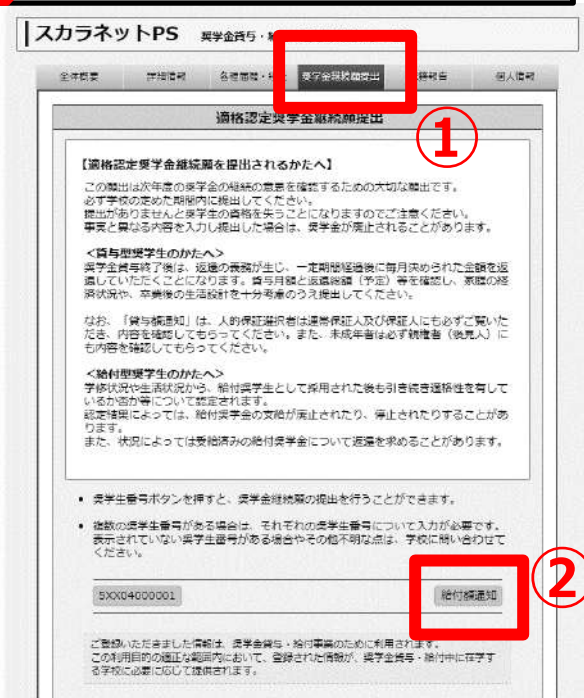 スカラネットPS 奨学金貸与・給
全体概要 詳細情報 各種届願・ 奨学金継続願提出 報告 個人情報
①
適格認定奨学金継続願提出
【適格認定奨学金継続願を提出されるかたへ】
この願出は次年度の奨学金の継続の意思を確認するための大切な願出です。
必ず学校の定めた期間内に提出してください。
提出がありませんと奨学生の資格を失うことになりますのでご注意ください。
事実と異なる内容を入力し提出した場合は、奨学金が廃止されることがあります。
＜貸与型奨学生のかたへ＞
奨学金貸与終了後は、返還の義務が生じ、一定期間経過後に毎月決められた金額を返
還していただくことになります。貸与月額と返還総額（予定）等を確認し、家庭の経
済状況や、卒業後の生活設計を十分考慮のうえ提出してください。
なお、「貸与額通知」は、人的保証選択者は連帯保証人及び保証人にも必ずご覧いた
だき、内容を確認してもらってください。また、未成年者は必ず親権者（後見人）に
も内容を確認してもらってください。
＜給付型奨学生のかたへ＞
学修状況や生活状況から、給付奨学生として採用された後も引き続き適格性を有して
いるか否か等について認定されます。
認定結果によっては、給付奨学金の支給が廃止されたり、停止されたりすることがあ
ります。
また、状況によっては受給済みの給付奨学金について返還を求めることがあります。
• 奨学生番号ボタンを押すと、奨学金継続願の提出を行うことができます。
• 複数の奨学生番号がある場合は、それぞれの奨学生番号について入力が必要です。
表示されていない奨学生番号がある場合やその他不明な点は、学校に問い合わせて
ください。
5XX04000001 給付額通知
②
ご登録いただきました情報は、奨学金貸与・給付事業のために利用されます。
この利用目的の適正な範囲内において、登録された情報が、奨学金貸与・給付中に在学す
る学校に必要に応じて提供されます。